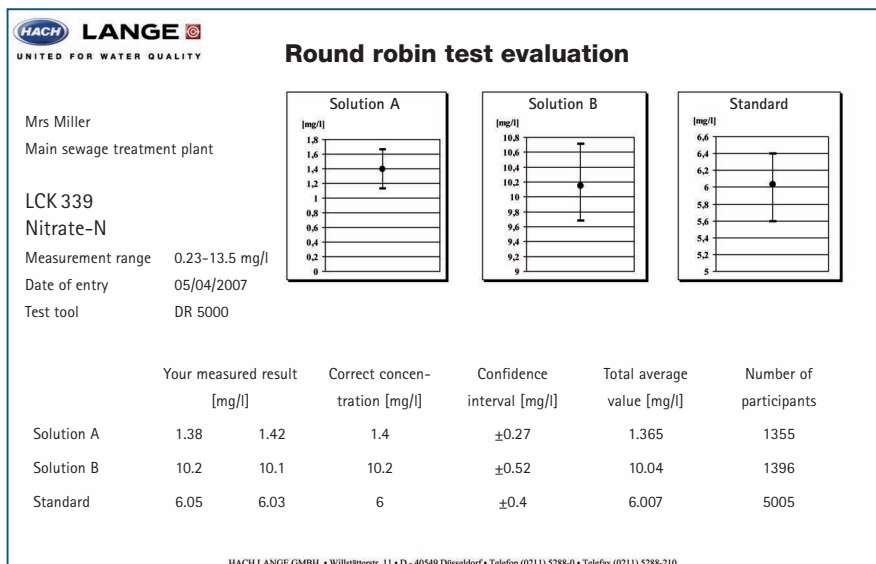 HACH LANGE
UNITED FOR WATER QUALITY
Round robin test evaluation
Mrs Miller
Main sewage treatment plant
LCK 339
Nitrate-N
Measurement range 0.23-13.5 mg/l
Date of entry 05/04/2007
Test tool DR 5000
Solution A
[mg/l]
1,8
1,6
1,4
1,2
1
0,8
0,6
0,4
0,2
0
Solution B
[mg/l]
10,8
10,6
10,4
10,2
10
9,8
9,6
9,4
9,2
9
Standard
[mg/l]
6,6
6,4
6,2
6
5,8
5,6
5,4
5,2
5
Your measured result Correct concen- Confidence Total average Number of
[mg/l] tration [mg/l] interval [mg/l] value [mg/l] participants
Solution A 1.38 1.42 1.4 ±0.27 1.365 1355
Solution B 10.2 10.1 10.2 ±0.52 10.04 1396
Standard 6.05 6.03 6 ±0.4 6.007 5005
HACH LANGE GMBH • Willstätterstr. 11 • D - 40549 Düsseldorf • Telefon (0211) 5288-0 • Telefax (0211) 5288-210